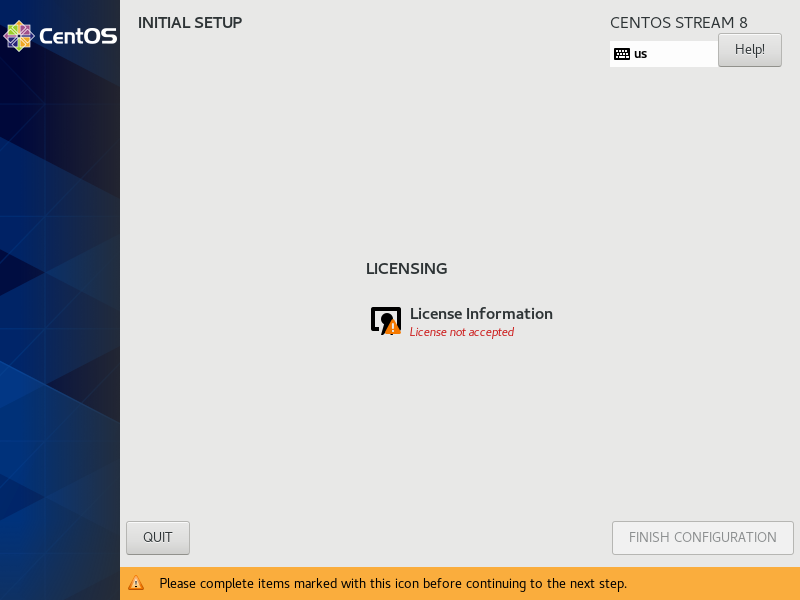 CentOS
INITIAL SETUP
CENTOS STREAM 8
us
Help!
LICENSING
License Information
License not accepted
QUIT
FINISH CONFIGURATION
Please complete items marked with this icon before continuing to the next step.